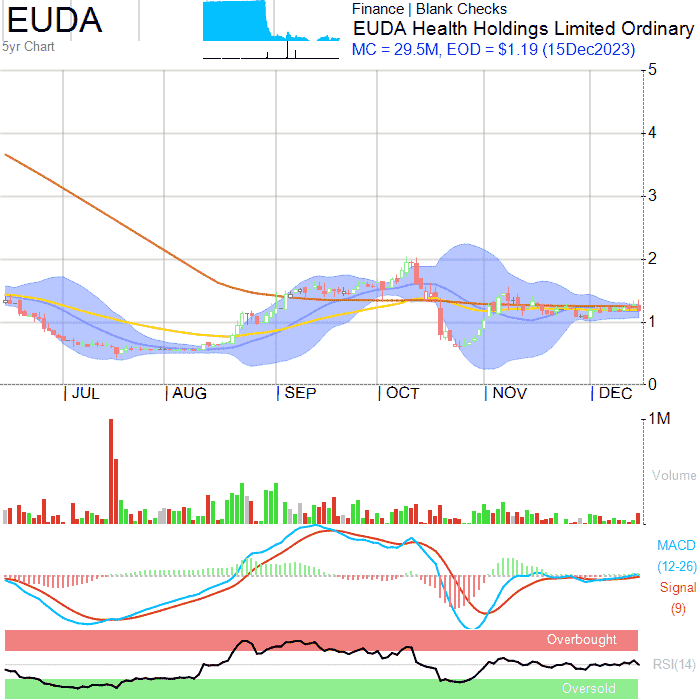 EUDA
5yr Chart
Finance | Blank Checks
EUDA Health Holdings Limited Ordinary
MC = 29.5M, EOD = $1.19 (15Dec2023)
5
4
3
2
1
0
JUL
AUG
SEP
OCT
NOV
DEC
1M
Volume
MACD
(12-26)
Signal
(9)
Overbought
RSI(14)
Oversold